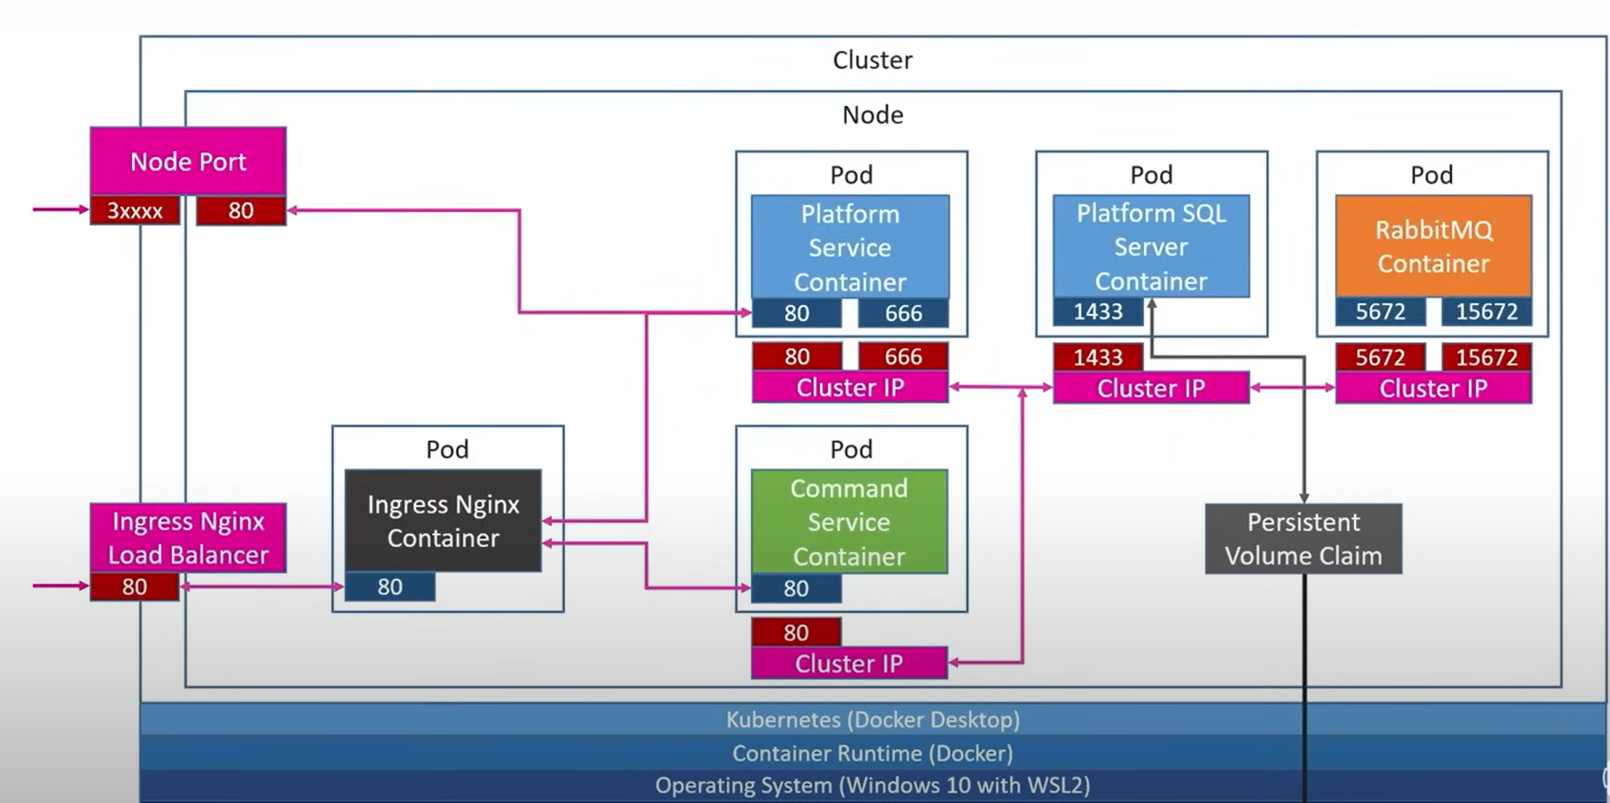 Cluster
Node
Node Port
3xxxx
80
Pod
Platform
Service
Container
80
666
80
666
Cluster IP
Pod
Platform SQL
Server
Container
1433
1433
Cluster IP
Pod
RabbitMQ
Container
5672
15672
5672
15672
Cluster IP
Ingress Nginx
Load Balancer
80
Pod
Ingress Nginx
Container
80
Pod
Command
Service
Container
80
80
Cluster IP
Persistent
Volume Claim
Kubernetes (Docker Desktop)
Container Runtime (Docker)
Operating System (Windows 10 with WSL2)